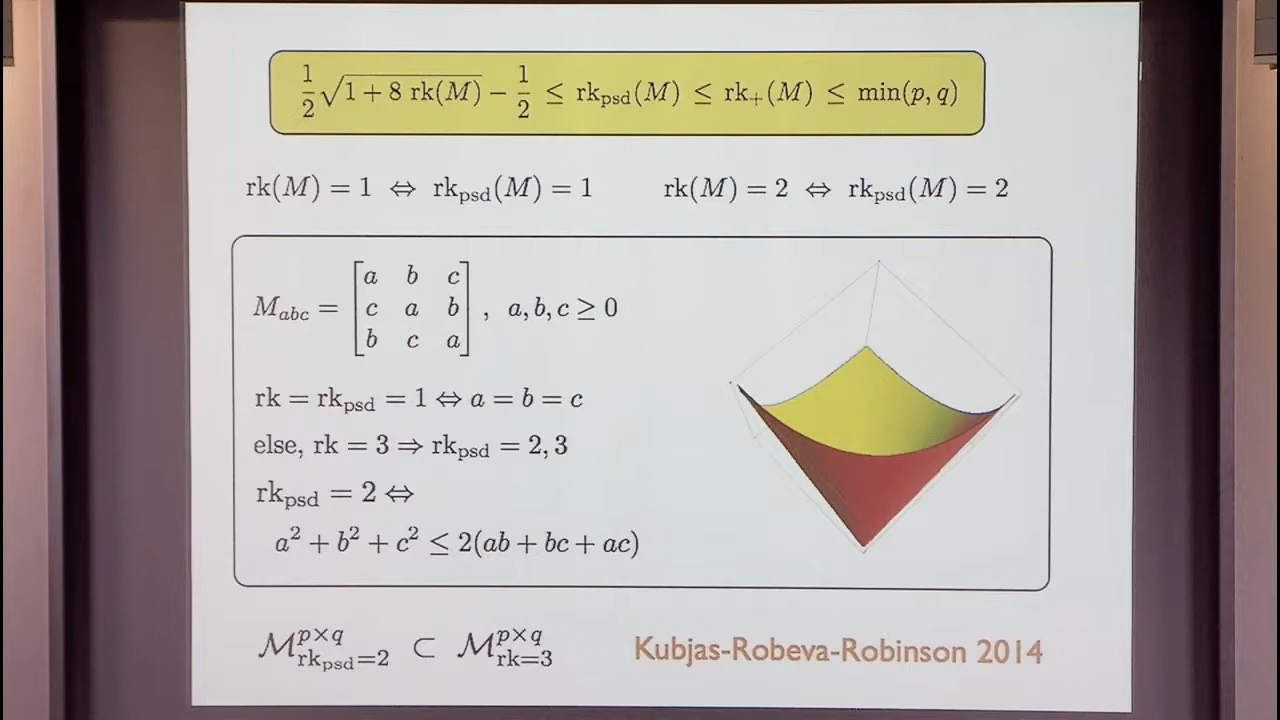 1/2 √(1 + 8 rk(M)) − 1/2 ≤ rk_psd(M) ≤ rk_+(M) ≤ min(p, q)
rk(M) = 1 ⇔ rk_psd(M) = 1 rk(M) = 2 ⇔ rk_psd(M) = 2
M_abc = [a b c; c a b; b c a], a, b, c ≥ 0
rk = rk_psd = 1 ⇔ a = b = c
else, rk = 3 ⇒ rk_psd = 2, 3
rk_psd = 2 ⇔
a² + b² + c² ≤ 2(ab + bc + ac)
ℳ^{p×q}_{rk_psd=2} ⊂ ℳ^{p×q}_{rk=3} Kubjas-Robeva-Robinson 2014